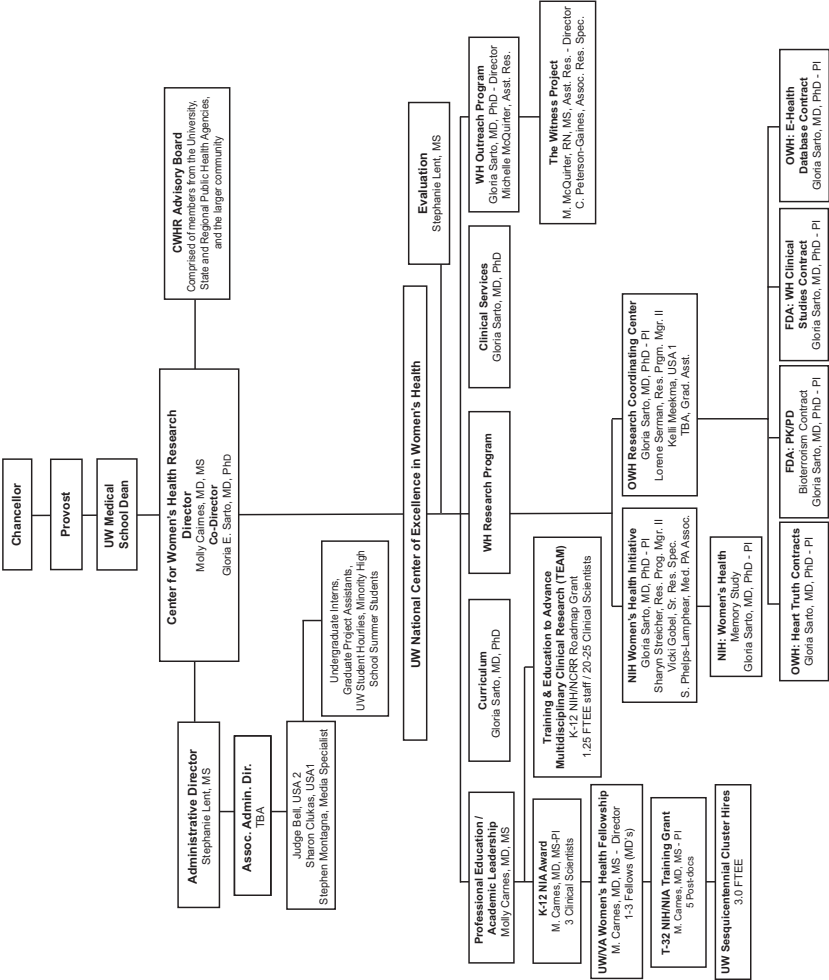 Chancellor
Provost
UW Medical
School Dean
Center for Women's Health Research
Director
Molly Cairnes, MD, MS
Co-Director
Gloria E. Sarto, MD, PhD
CWHR Advisory Board
Comprised of members from the University,
State and Regional Public Health Agencies,
and the larger community
Administrative Director
Stephanie Lent, MS
Assoc. Admin. Dir.
TBA
Judge Bell, USA 2
Sharon Clukas, USA1
Stephen Montagna, Media Specialist
Undergraduate Interns,
Graduate Project Assistants,
UW Student Hourlies, Minority High
School Summer Students
UW National Center of Excellence in Women's Health
Evaluation
Stephanie Lent, MS
Professional Education /
Academic Leadership
Molly Carnes, MD, MS
Curriculum
Gloria Sarto, MD, PhD
WH Research Program
Clinical Services
Gloria Sarto, MD, PhD
WH Outreach Program
Gloria Sarto, MD, PhD - Director
Michelle McQuirter, Asst. Res.
K-12 NIA Award
M. Carnes, MD, MS-PI
3 Clinical Scientists
Training & Education to Advance
Multidisciplinary Clinical Research (TEAM)
K-12 NIH/NCRR Roadmap Grant
1.25 FTEE staff / 20-25 Clinical Scientists
The Witness Project
M. McQuirter, RN, MS, Asst. Res. - Director
C. Peterson-Gaines, Assoc. Res. Spec.
UW/VA Women's Health Fellowship
M. Carnes, MD, MS - Director
1-3 Fellows (MD's)
T-32 NIH/NIA Training Grant
M. Carnes, MD, MS - PI
5 Post-docs
UW Sesquicentennial Cluster Hires
3.0 FTEE
NIH Women's Health Initiative
Gloria Sarto, MD, PhD - PI
Sharyn Streicher, Res. Prog. Mgr. II
Vicki Gobel, Sr. Res. Spec.
S. Phelps-Lamphear, Med. PA Assoc.
OWH Research Coordinating Center
Gloria Sarto, MD, PhD - PI
Lorene Serman, Res. Prgm. Mgr. II
Kelli Meekma, USA 1
TBA, Grad. Asst.
NIH: Women's Health
Memory Study
Gloria Sarto, MD, PhD - PI
OWH: Heart Truth Contracts
Gloria Sarto, MD, PhD - PI
FDA: PK/PD
Bioterrorism Contract
Gloria Sarto, MD, PhD - PI
FDA: WH Clinical
Studies Contract
Gloria Sarto, MD, PhD - PI
OWH: E-Health
Database Contract
Gloria Sarto, MD, PhD - PI